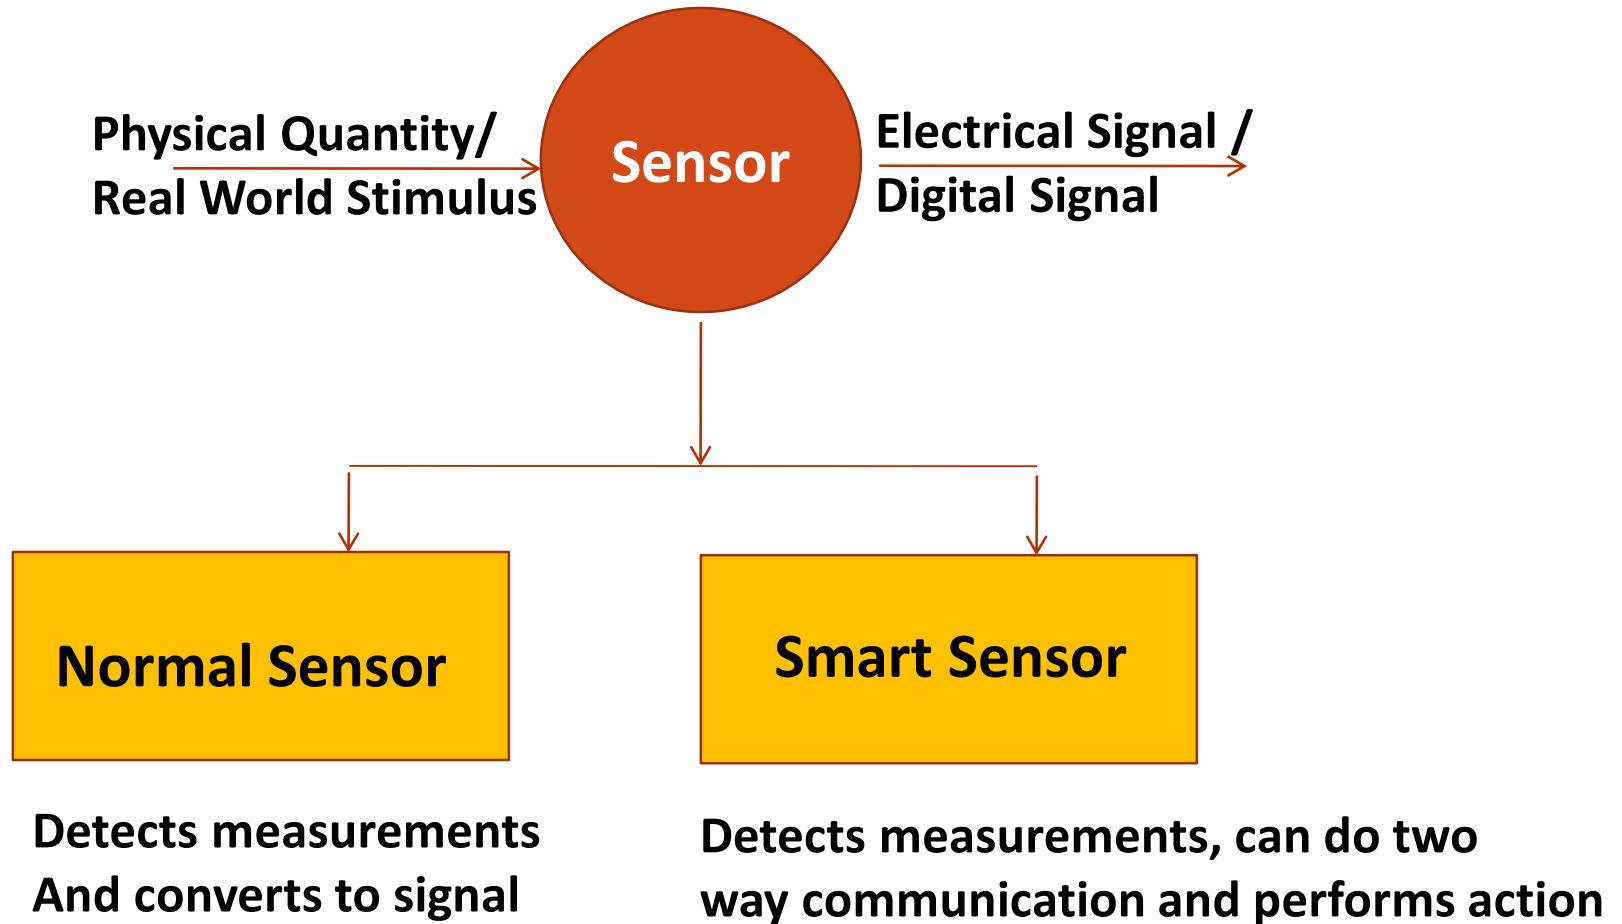 Physical Quantity/
Real World Stimulus
Sensor
Electrical Signal /
Digital Signal
Normal Sensor
Smart Sensor
Detects measurements
And converts to signal
Detects measurements, can do two
way communication and performs action